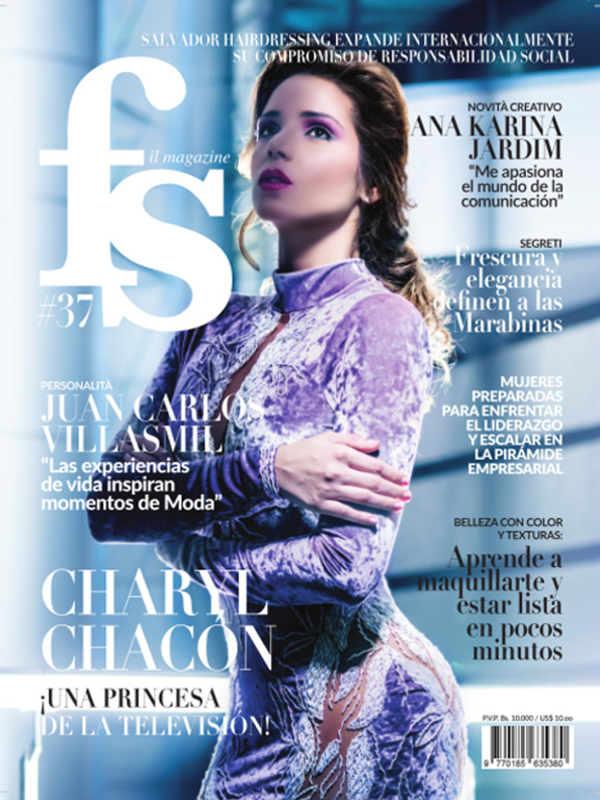 SALVADOR HAIRDRESSING EXPANDE INTERNACIONALMENTE
SU COMPROMISO DE RESPONSABILIDAD SOCIAL
fs
il magazine
#37
NOVITÀ CREATIVO
ANA KARINA
JARDIM
“Me apasiona
el mundo de la
comunicación”
SEGRETI
Frescura y
elegancia
definen a las
Marabinas
PERSONALITÀ
JUAN CARLOS
VILLASMIL
“Las experiencias
de vida inspiran
momentos de Moda”
MUJERES
PREPARADAS
PARA ENFRENTAR
EL LIDERAZGO
Y ESCALAR EN
LA PIRÁMIDE
EMPRESARIAL
BELLEZA CON COLOR
Y TEXTURAS:
Aprende a
maquillarte y
estar lista
en pocos
minutos
CHARYL
CHACÓN
¡UNA PRINCESA
DE LA TELEVISIÓN!
P.V.P. Bs. 10.000 / US$ 10.00
9 770185 635380